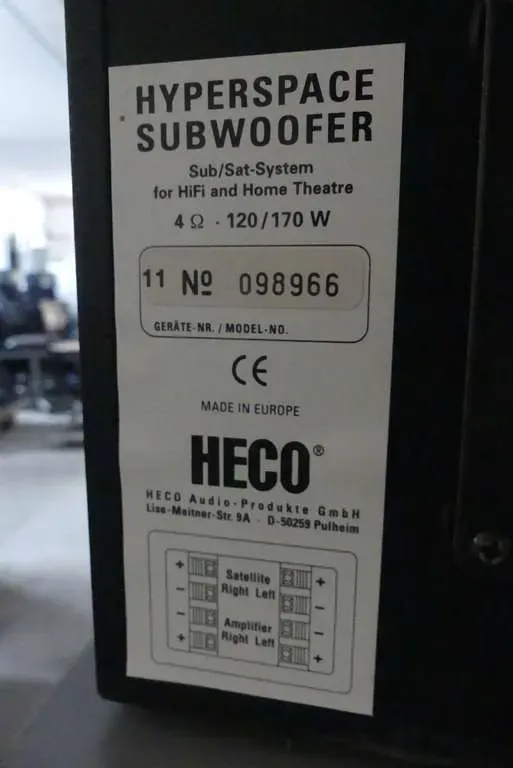 HYPERSPACE
SUBWOOFER
Sub/Sat-System
for HiFi and Home Theatre
4 Ω · 120/170 W
11 Nº 098966
GERÄTE-NR. / MODEL-NO.
CE
MADE IN EUROPE
HECO®
HECO Audio-Produkte GmbH
Lise-Meitner-Str. 9A · D-50259 Pulheim
+ Satellite +
− Right Left −
− Amplifier −
+ Right Left +